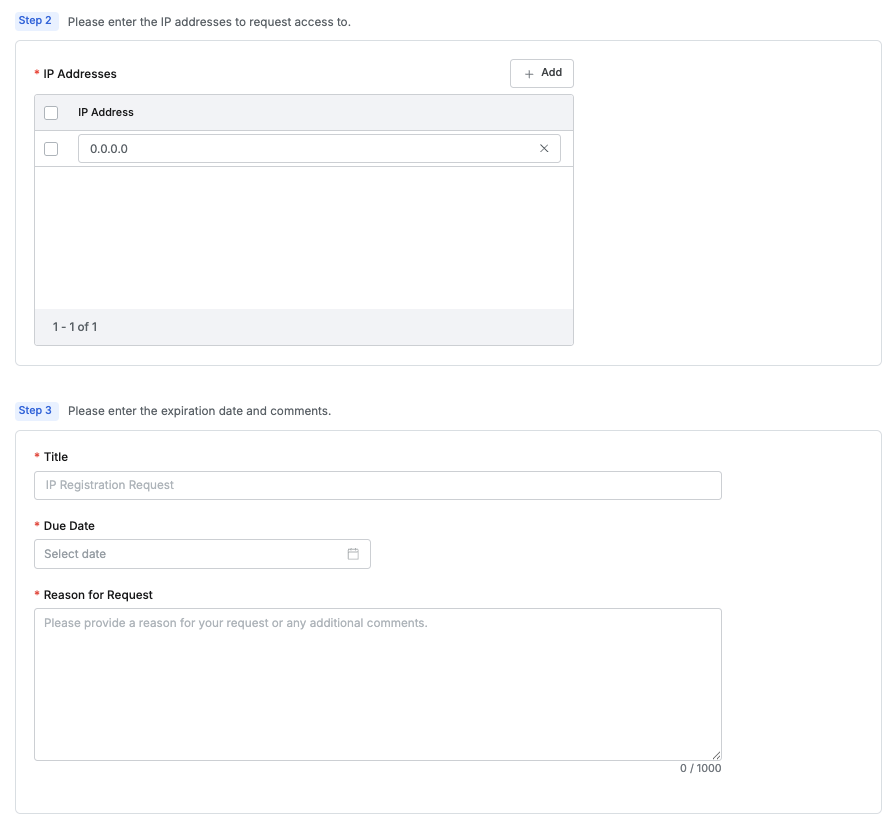 Step 2 Please enter the IP addresses to request access to.
* IP Addresses
+ Add
IP Address
0.0.0.0
1 - 1 of 1
Step 3 Please enter the expiration date and comments.
* Title
IP Registration Request
* Due Date
Select date
* Reason for Request
Please provide a reason for your request or any additional comments.
0 / 1000